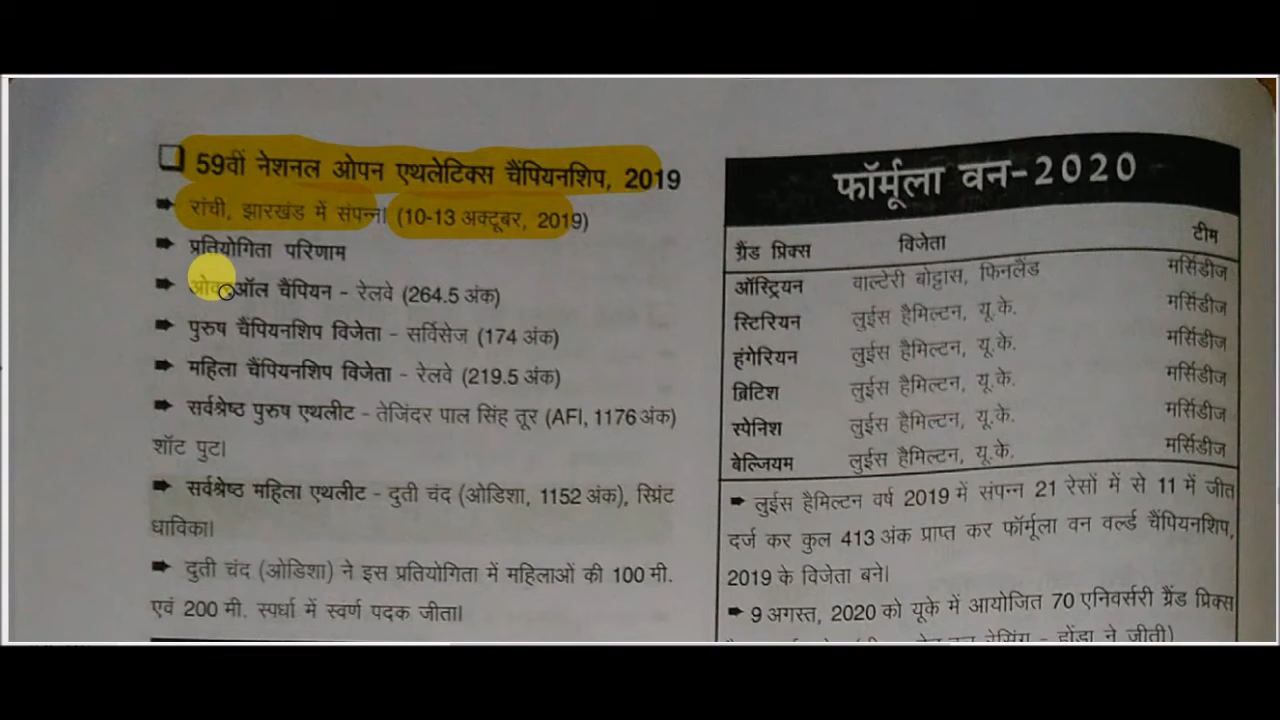 59वीं नेशनल ओपन एथलेटिक्स चैंपियनशिप, 2019
रांची, झारखंड में संपन्न। (10-13 अक्टूबर, 2019)
प्रतियोगिता परिणाम
ओवरऑल चैंपियन - रेलवे (264.5 अंक)
पुरुष चैंपियनशिप विजेता - सर्विसेज (174 अंक)
महिला चैंपियनशिप विजेता - रेलवे (219.5 अंक)
सर्वश्रेष्ठ पुरुष एथलीट - तेजिंदर पाल सिंह तूर (AFI, 1176 अंक)
शॉट पुट।
सर्वश्रेष्ठ महिला एथलीट - दुती चंद (ओडिशा, 1152 अंक), स्प्रिंट
धाविका।
दुती चंद (ओडिशा) ने इस प्रतियोगिता में महिलाओं की 100 मी.
एवं 200 मी. स्पर्धा में स्वर्ण पदक जीता।
फॉर्मूला वन-2020
ग्रैंड प्रिक्स विजेता टीम
ऑस्ट्रियन वाल्टेरी बोट्टास, फिनलैंड मर्सिडीज
स्टिरियन लुईस हैमिल्टन, यू.के. मर्सिडीज
हंगेरियन लुईस हैमिल्टन, यू.के. मर्सिडीज
ब्रिटिश लुईस हैमिल्टन, यू.के. मर्सिडीज
स्पेनिश लुईस हैमिल्टन, यू.के. मर्सिडीज
बेल्जियम लुईस हैमिल्टन, यू.के. मर्सिडीज
लुईस हैमिल्टन वर्ष 2019 में संपन्न 21 रेसों में से 11 में जीत
दर्ज कर कुल 413 अंक प्राप्त कर फॉर्मूला वन वर्ल्ड चैंपियनशिप,
2019 के विजेता बने।
9 अगस्त, 2020 को यूके में आयोजित 70 एनिवर्सरी ग्रैंड प्रिक्स
रेसिंग - होंडा ने जीती)